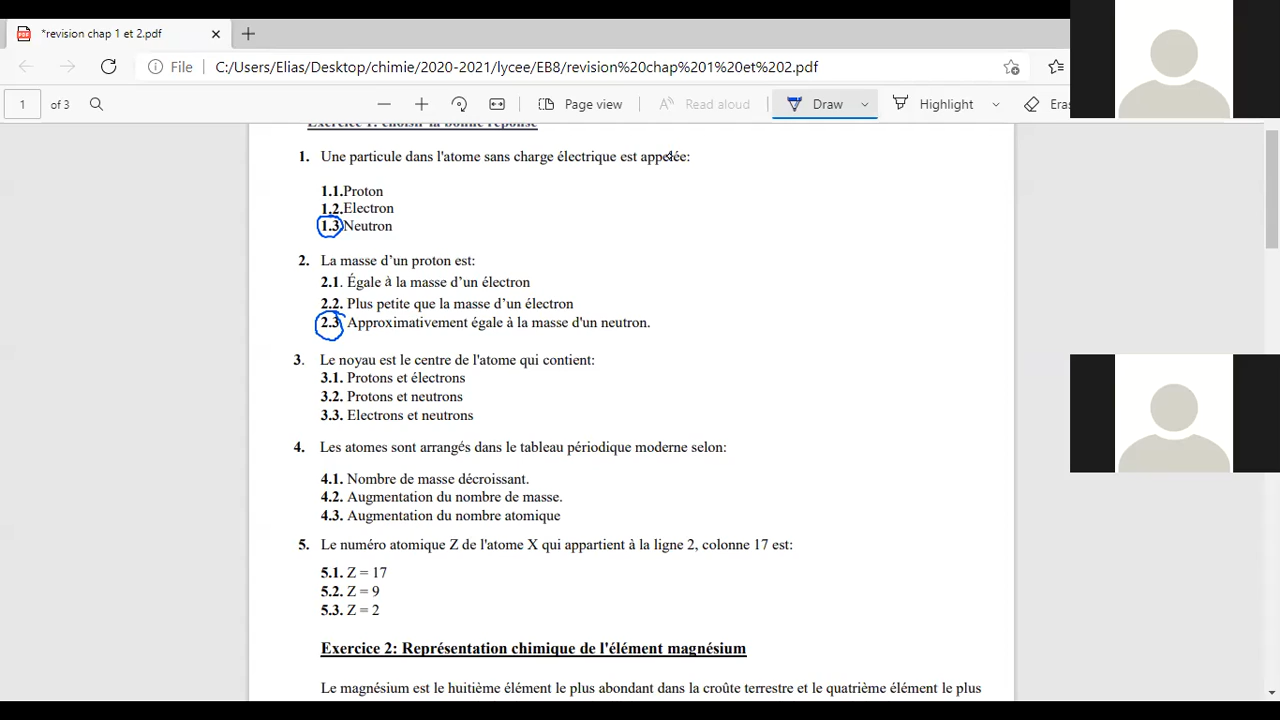 *revision chap 1 et 2.pdf
File C:/Users/Elias/Desktop/chimie/2020-2021/lycee/EB8/revision%20chap%201%20et%202.pdf
1 of 3 Page view Read aloud Draw Highlight Eras
Exercice 1: choisir la bonne réponse
1. Une particule dans l'atome sans charge électrique est appelée:
1.1.Proton
1.2.Electron
1.3 Neutron
2. La masse d’un proton est:
2.1. Égale à la masse d’un électron
2.2. Plus petite que la masse d’un électron
2.3 Approximativement égale à la masse d'un neutron.
3. Le noyau est le centre de l'atome qui contient:
3.1. Protons et électrons
3.2. Protons et neutrons
3.3. Electrons et neutrons
4. Les atomes sont arrangés dans le tableau périodique moderne selon:
4.1. Nombre de masse décroissant.
4.2. Augmentation du nombre de masse.
4.3. Augmentation du nombre atomique
5. Le numéro atomique Z de l'atome X qui appartient à la ligne 2, colonne 17 est:
5.1. Z = 17
5.2. Z = 9
5.3. Z = 2
Exercice 2: Représentation chimique de l'élément magnésium
Le magnésium est le huitième élément le plus abondant dans la croûte terrestre et le quatrième élément le plus